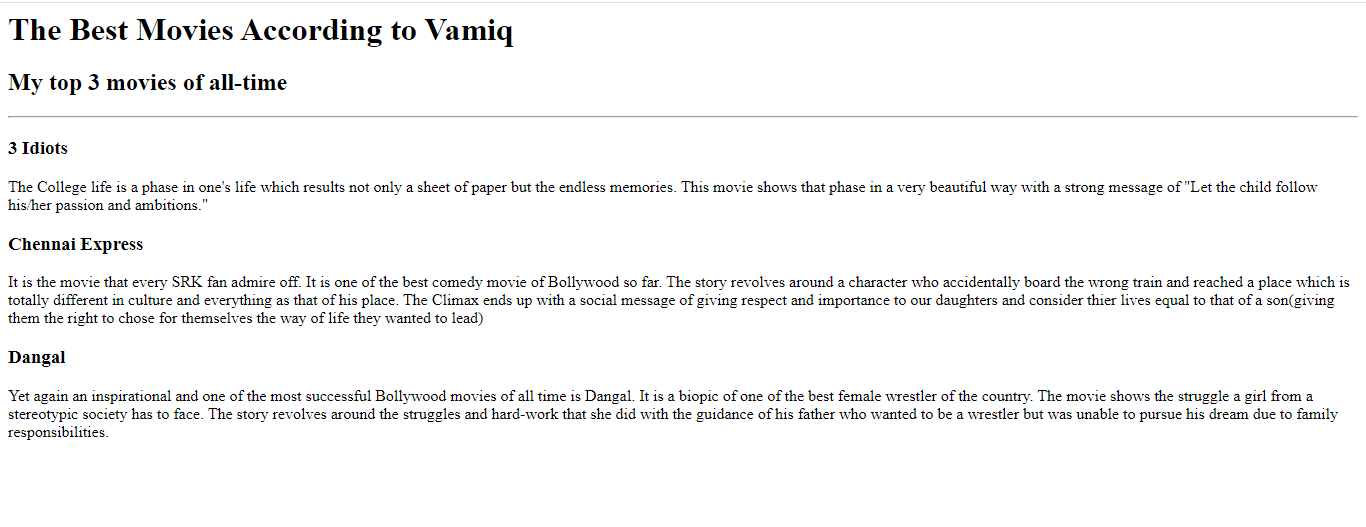 The Best Movies According to Vamiq
My top 3 movies of all-time
3 Idiots
The College life is a phase in one's life which results not only a sheet of paper but the endless memories. This movie shows that phase in a very beautiful way with a strong message of "Let the child follow
his/her passion and ambitions."
Chennai Express
It is the movie that every SRK fan admire off. It is one of the best comedy movie of Bollywood so far. The story revolves around a character who accidentally board the wrong train and reached a place which is
totally different in culture and everything as that of his place. The Climax ends up with a social message of giving respect and importance to our daughters and consider thier lives equal to that of a son(giving
them the right to chose for themselves the way of life they wanted to lead)
Dangal
Yet again an inspirational and one of the most successful Bollywood movies of all time is Dangal. It is a biopic of one of the best female wrestler of the country. The movie shows the struggle a girl from a
stereotypic society has to face. The story revolves around the struggles and hard-work that she did with the guidance of his father who wanted to be a wrestler but was unable to pursue his dream due to family
responsibilities.